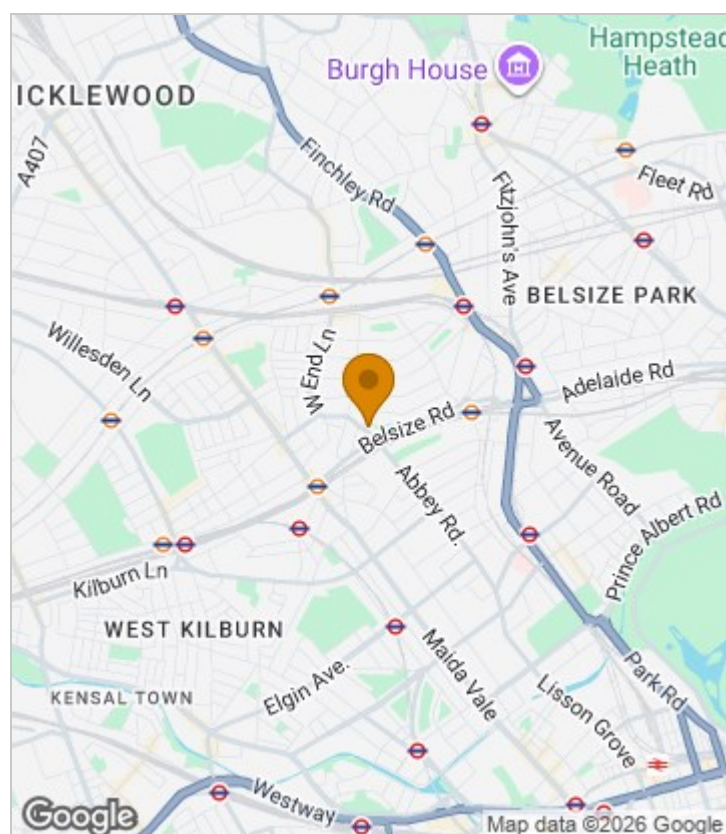 Hampstead
Heath
Burgh House
ICKLEWOOD
A407
Finchley Rd
Fitzjohn's Ave
Fleet Rd
BELSIZE PARK
Willesden Ln
W End Ln
Adelaide Rd
Belsize Rd
Avenue Road
Abbey Rd.
Prince Albert Rd
Kilburn Ln
WEST KILBURN
Maida Vale
Elgin Ave.
Park Rd
KENSAL TOWN
Lisson Grove
Westway
Google
Map data ©2026 Google